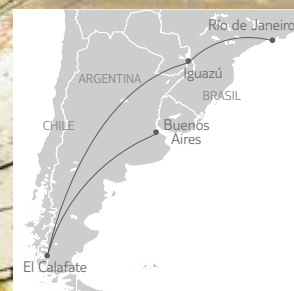 Río de Janeiro
Iguazú
ARGENTINA
BRASIL
CHILE
Buenos
Aires
El Calafate